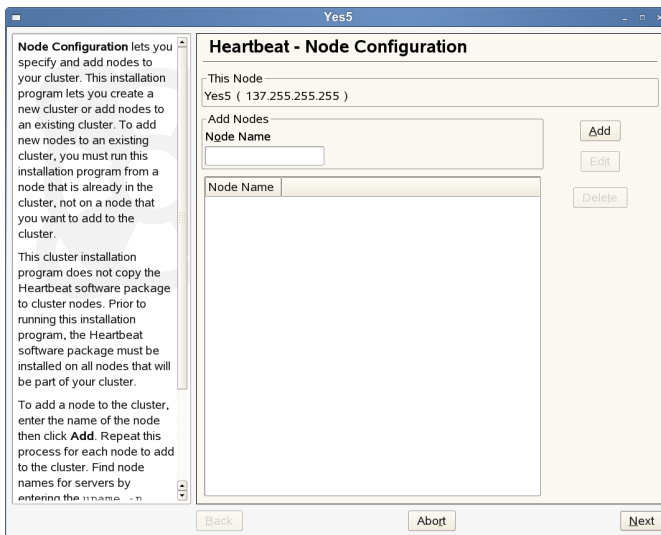 Yes5
Node Configuration lets you
specify and add nodes to
your cluster. This installation
program lets you create a
new cluster or add nodes to
an existing cluster. To add
new nodes to an existing
cluster, you must run this
installation program from a
node that is already in the
cluster, not on a node that
you want to add to the
cluster.
This cluster installation
program does not copy the
Heartbeat software package
to cluster nodes. Prior to
running this installation
program, the Heartbeat
software package must be
installed on all nodes that will
be part of your cluster.
To add a node to the cluster,
enter the name of the node
then click Add. Repeat this
process for each node to add
to the cluster. Find node
names for servers by
entering the uname -n
Heartbeat - Node Configuration
This Node
Yes5 ( 137.255.255.255 )
Add Nodes
Node Name
Add
Edit
Delete
Node Name
Back
Abort
Next